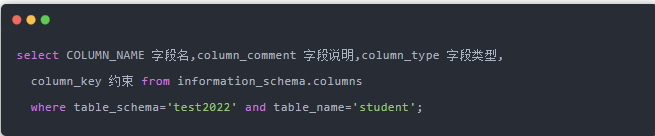 select COLUMN_NAME 字段名,column_comment 字段说明,column_type 字段类型,
column_key 约束 from information_schema.columns
where table_schema='test2022' and table_name='student';